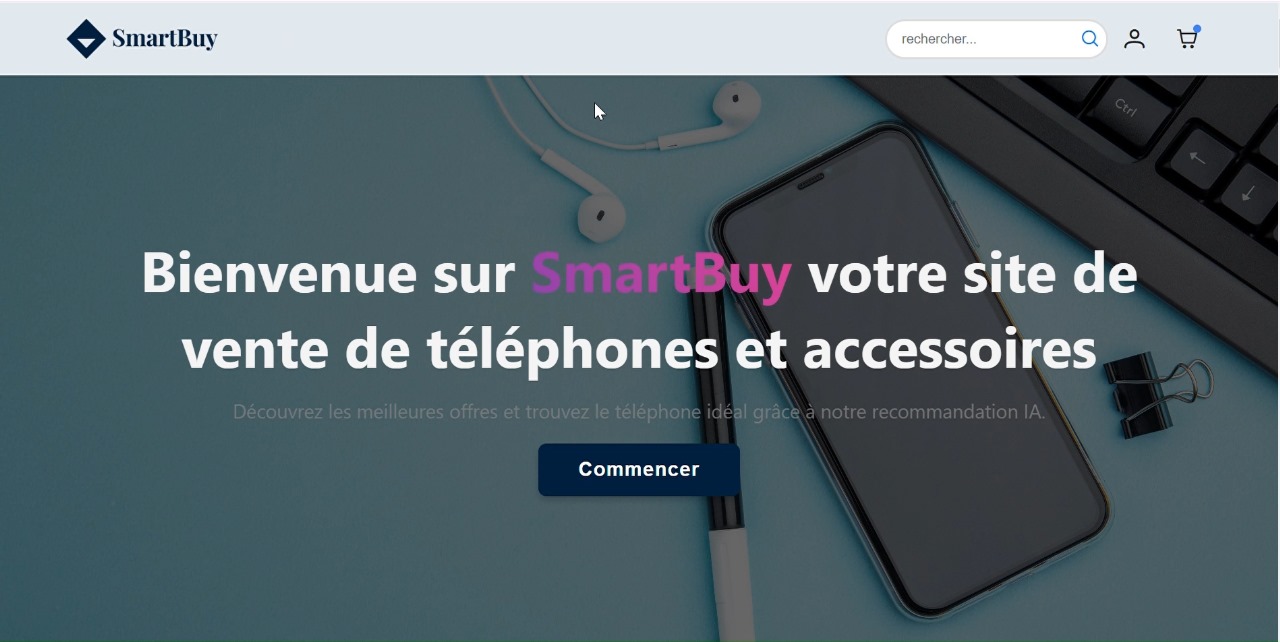 SmartBuy
rechercher...
Ctrl
Bienvenue sur SmartBuy votre site de
vente de téléphones et accessoires
Découvrez les meilleures offres et trouvez le téléphone idéal grâce à notre recommandation IA.
Commencer